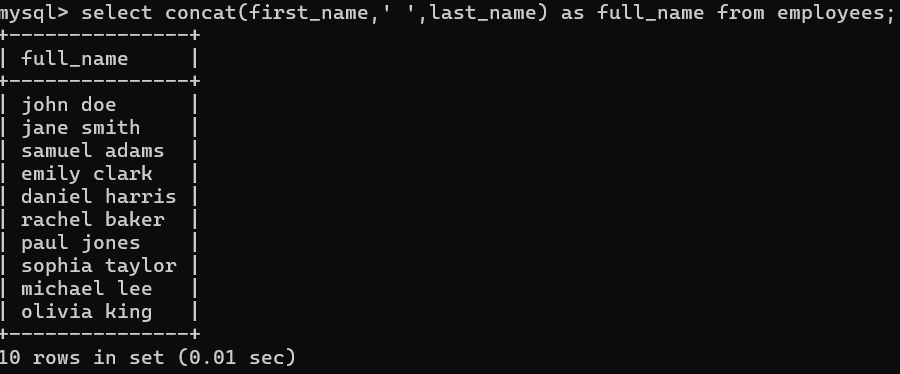 mysql> select concat(first_name,' ',last_name) as full_name from employees;
+---------------+
| full_name     |
+---------------+
| john doe      |
| jane smith    |
| samuel adams  |
| emily clark   |
| daniel harris |
| rachel baker  |
| paul jones    |
| sophia taylor |
| michael lee   |
| olivia king   |
+---------------+
10 rows in set (0.01 sec)